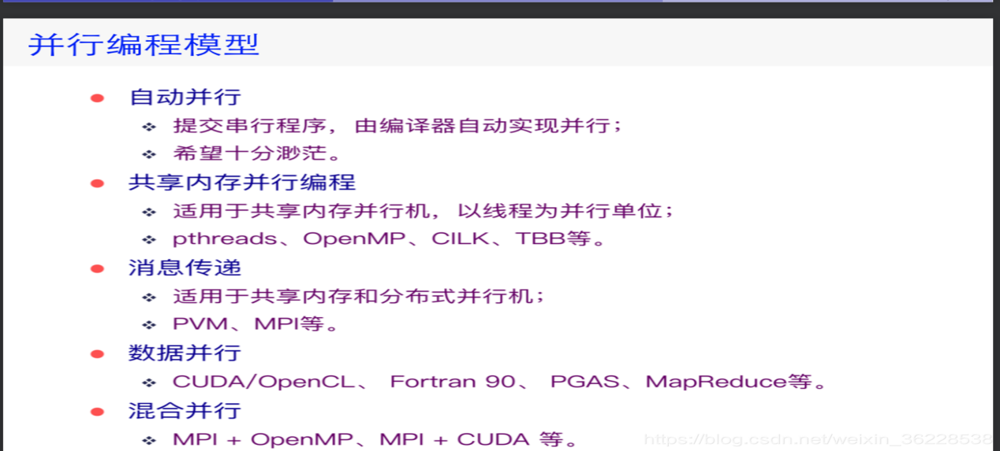 并行编程模型
自动并行
提交串行程序，由编译器自动实现并行；
希望十分渺茫。
共享内存并行编程
适用于共享内存并行机，以线程为并行单位；
pthreads、OpenMP、CILK、TBB等。
消息传递
适用于共享内存和分布式并行机；
PVM、MPI等。
数据并行
CUDA/OpenCL、 Fortran 90、 PGAS、MapReduce等。
混合并行
MPI + OpenMP、MPI + CUDA 等。
https://blog.csdn.net/weixin_36228538